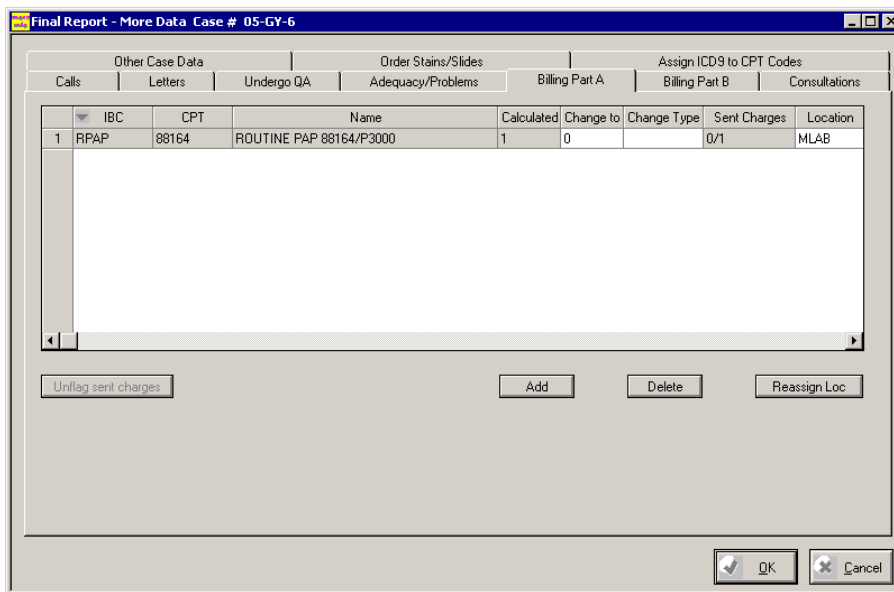 Final Report - More Data Case # 05-GY-6
Other Case Data Order Stains/Slides Assign ICD9 to CPT Codes
Calls Letters Undergo QA Adequacy/Problems Billing Part A Billing Part B Consultations
IBC CPT Name Calculated Change to Change Type Sent Charges Location
1 RPAP 88164 ROUTINE PAP 88164/P3000 1 0 0/1 MLAB
Unflag sent charges Add Delete Reassign Loc
OK Cancel